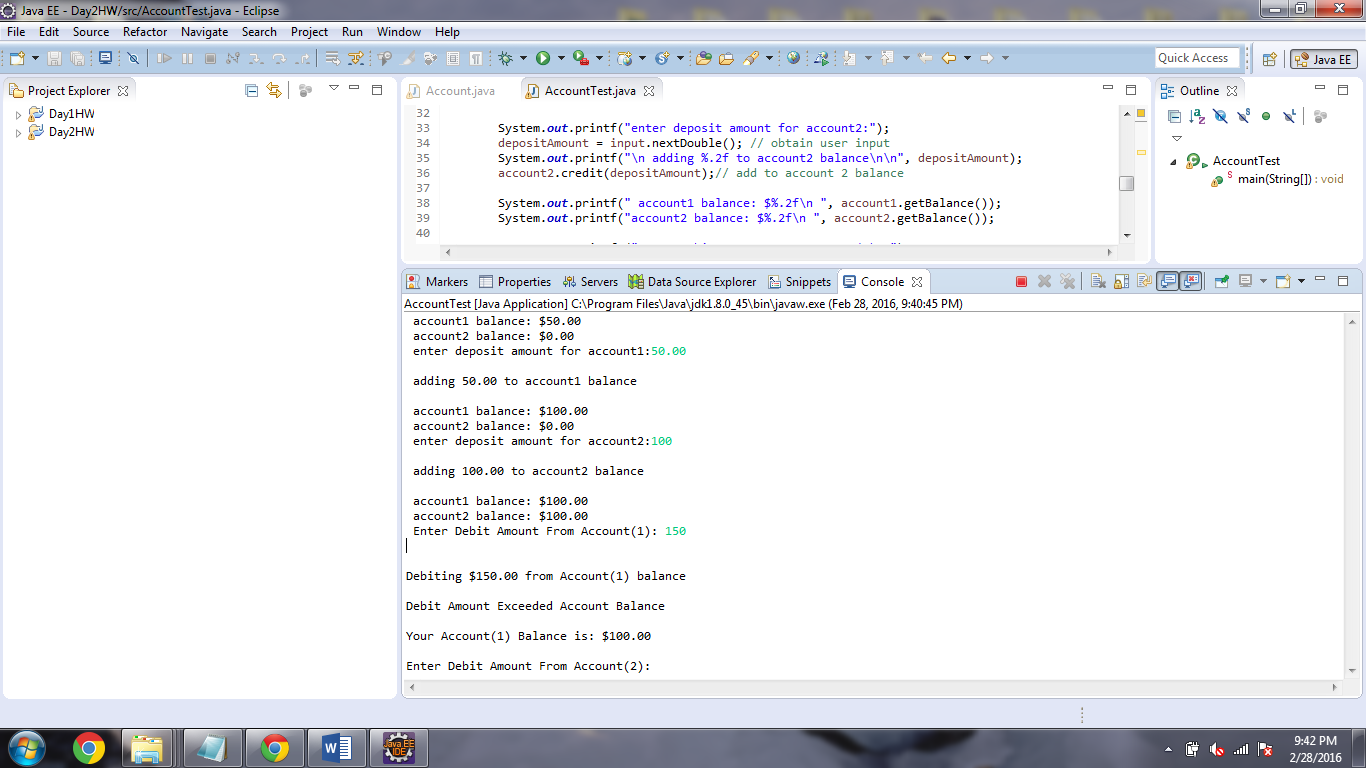 Java EE - Day2HW/src/AccountTest.java - Eclipse
File Edit Source Refactor Navigate Search Project Run Window Help
Quick Access Java EE
Project Explorer
Day1HW
Day2HW
Account.java AccountTest.java
32
33 System.out.printf("enter deposit amount for account2:");
34 depositAmount = input.nextDouble(); // obtain user input
35 System.out.printf("\n adding %.2f to account2 balance\n\n", depositAmount);
36 account2.credit(depositAmount);// add to account 2 balance
37
38 System.out.printf(" account1 balance: $%.2f\n ", account1.getBalance());
39 System.out.printf("account2 balance: $%.2f\n ", account2.getBalance());
40
Outline
AccountTest
main(String[]) : void
Markers Properties Servers Data Source Explorer Snippets Console
AccountTest [Java Application] C:\Program Files\Java\jdk1.8.0_45\bin\javaw.exe (Feb 28, 2016, 9:40:45 PM)
account1 balance: $50.00
account2 balance: $0.00
enter deposit amount for account1:50.00
adding 50.00 to account1 balance
account1 balance: $100.00
account2 balance: $0.00
enter deposit amount for account2:100
adding 100.00 to account2 balance
account1 balance: $100.00
account2 balance: $100.00
Enter Debit Amount From Account(1): 150
Debiting $150.00 from Account(1) balance
Debit Amount Exceeded Account Balance
Your Account(1) Balance is: $100.00
Enter Debit Amount From Account(2):
Java EE
IDE
9:42 PM
2/28/2016